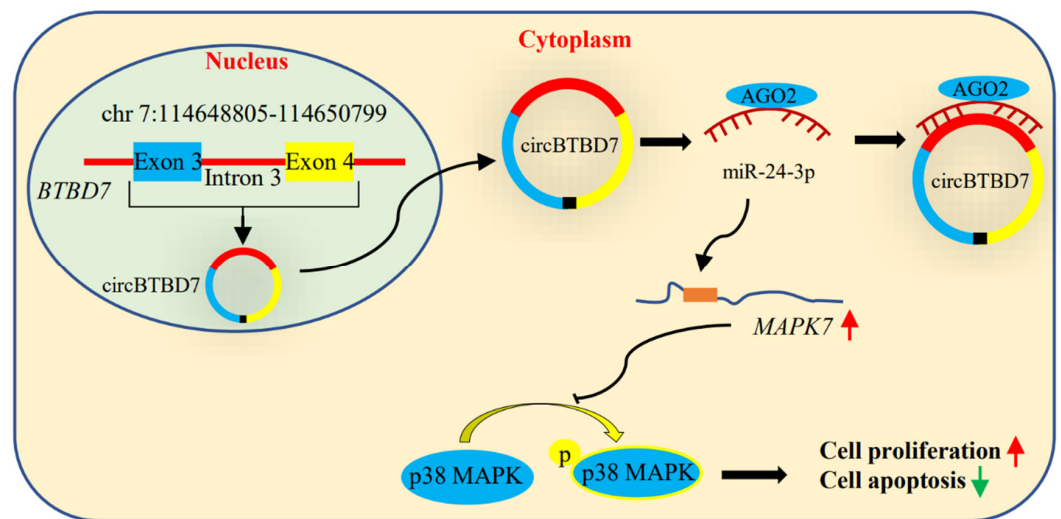 Nucleus
chr 7:114648805-114650799
Exon 3
Exon 4
Intron 3
BTBD7
circBTBD7
Cytoplasm
circBTBD7
AGO2
miR-24-3p
AGO2
circBTBD7
MAPK7
p38 MAPK
p
p38 MAPK
Cell proliferation
Cell apoptosis